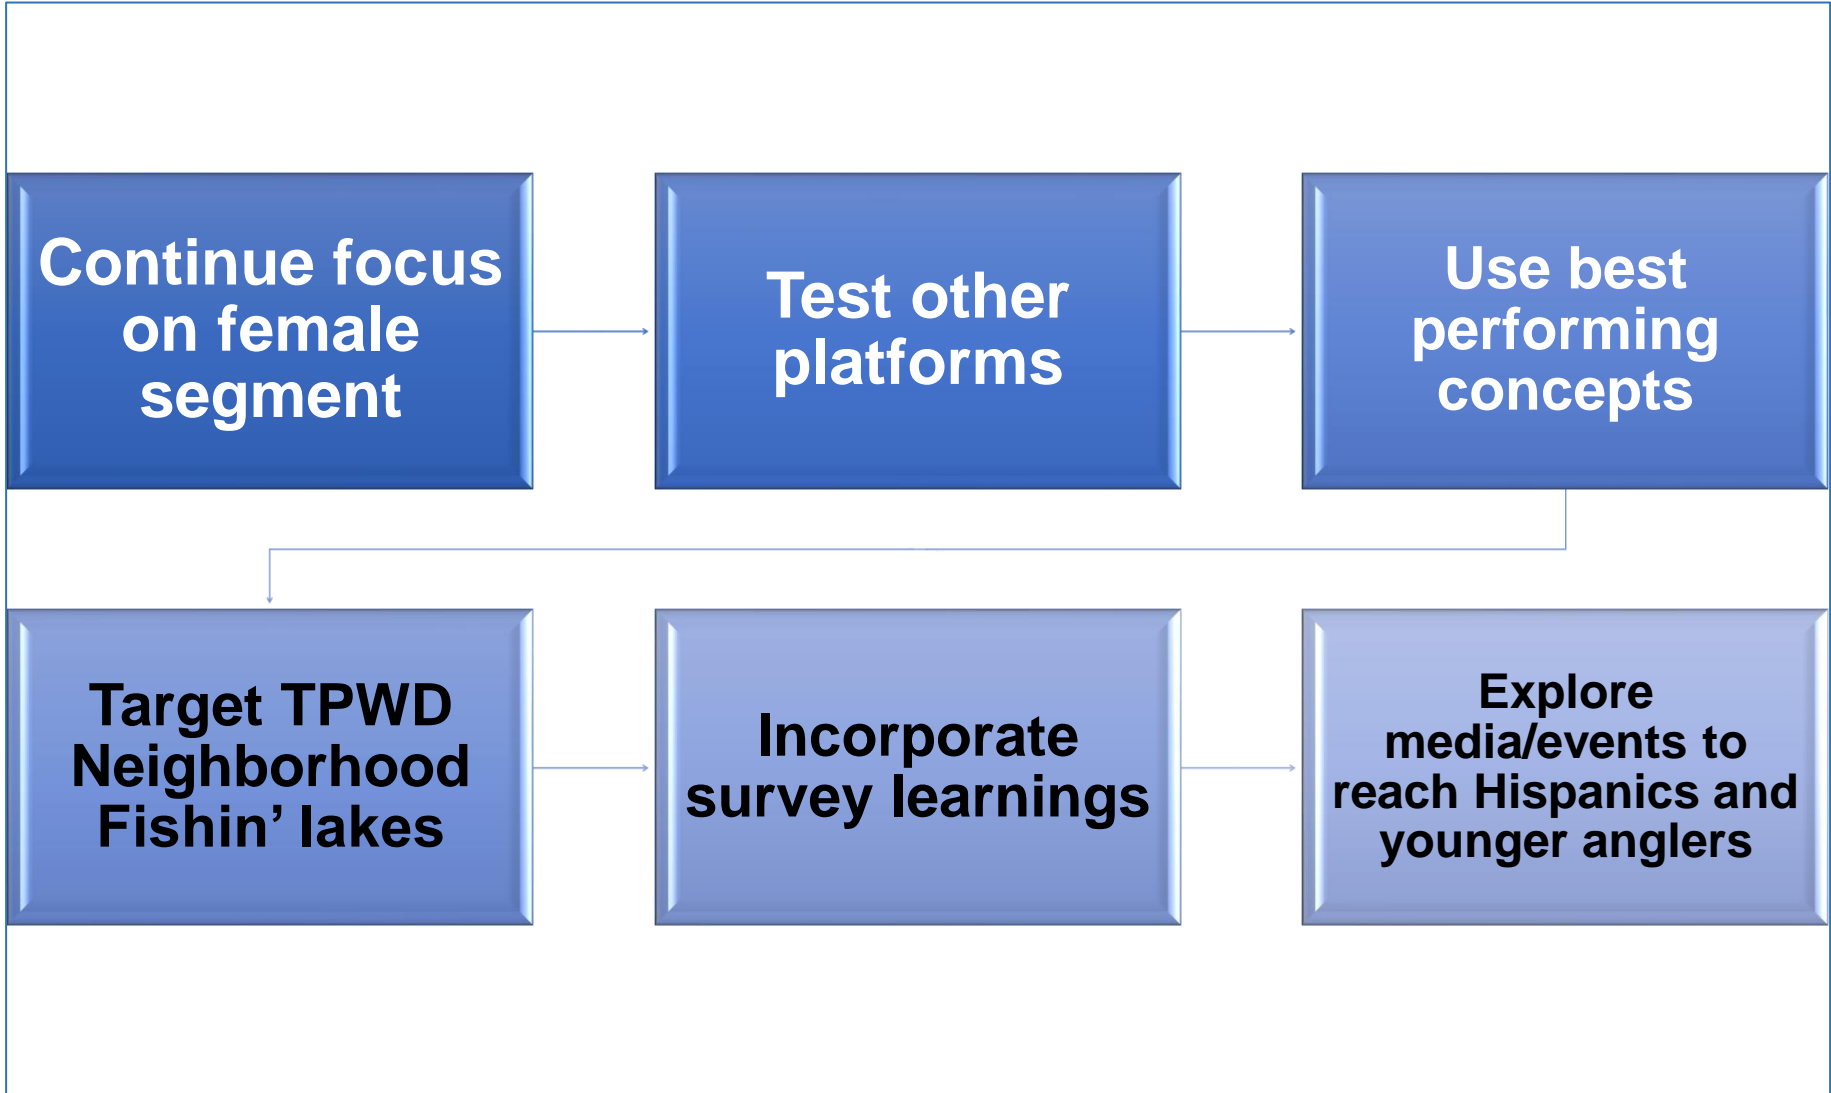 Continue focus
on female
segment
Test other
platforms
Use best
performing
concepts
Target TPWD
Neighborhood
Fishin’ lakes
Incorporate
survey learnings
Explore
media/events to
reach Hispanics and
younger anglers